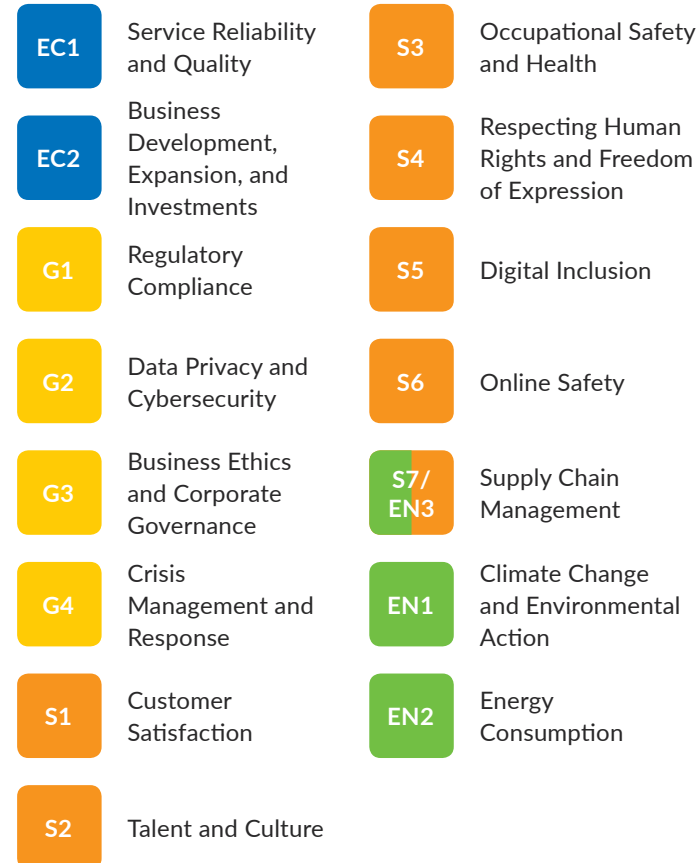 EC1
Service Reliability
and Quality
EC2
Business
Development,
Expansion, and
Investments
G1
Regulatory
Compliance
G2
Data Privacy and
Cybersecurity
G3
Business Ethics
and Corporate
Governance
G4
Crisis
Management and
Response
S1
Customer
Satisfaction
S2
Talent and Culture
S3
Occupational Safety
and Health
S4
Respecting Human
Rights and Freedom
of Expression
S5
Digital Inclusion
S6
Online Safety
S7/
EN3
Supply Chain
Management
EN1
Climate Change
and Environmental
Action
EN2
Energy
Consumption